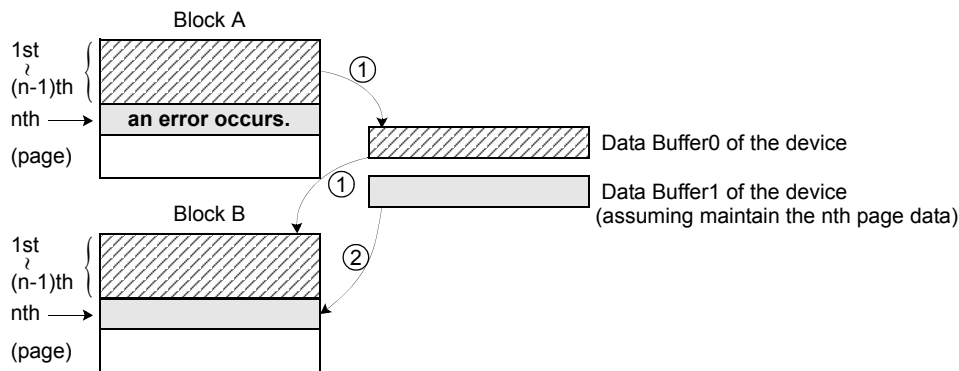 Block A
1st
~
(n-1)th
nth
(page)
an error occurs.
①
Data Buffer0 of the device
①
Data Buffer1 of the device
(assuming maintain the nth page data)
Block B
1st
~
(n-1)th
nth
(page)
②